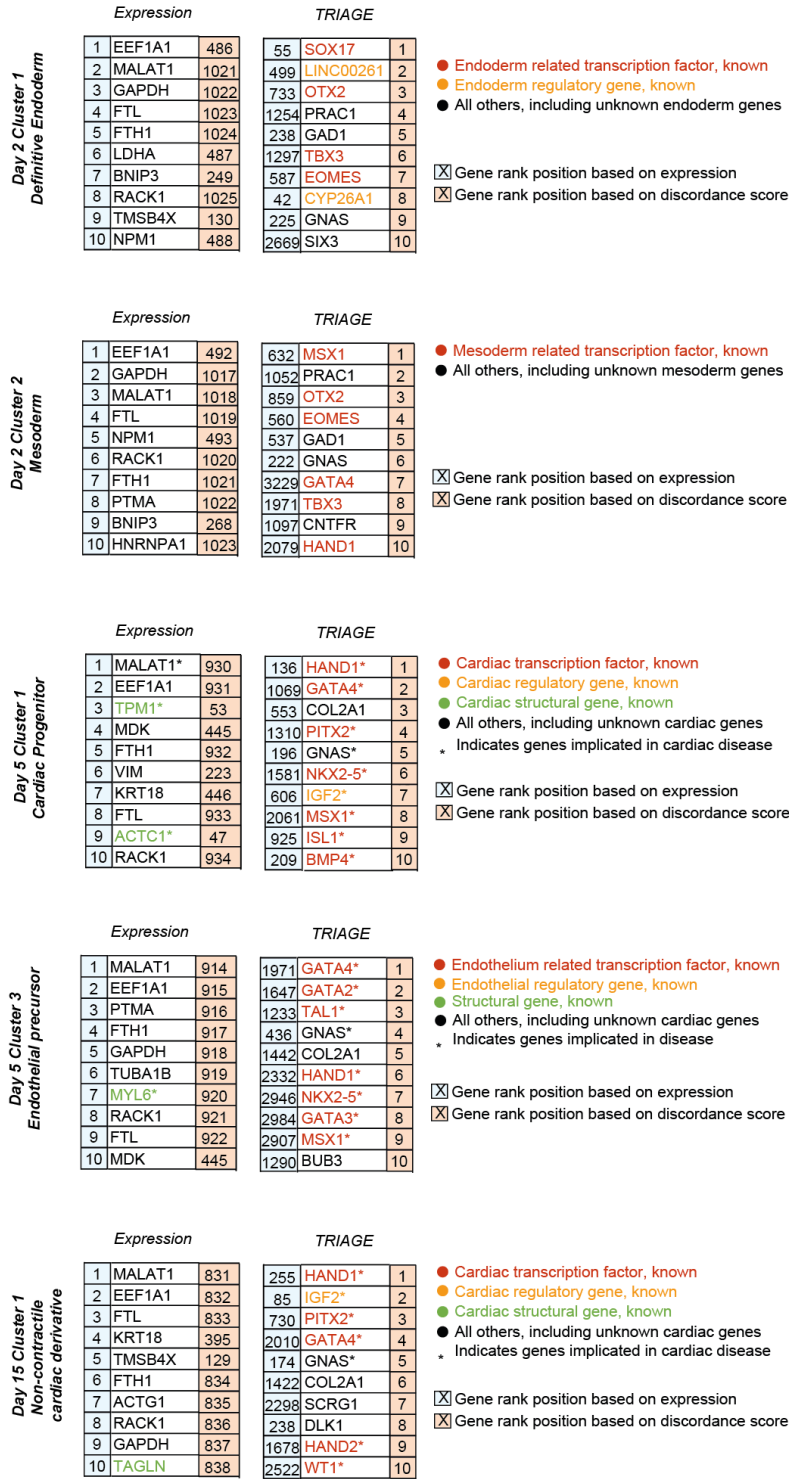 Day 2 Cluster 1
Definitive Endoderm
Expression
1 EEF1A1 486
2 MALAT1 1021
3 GAPDH 1022
4 FTL 1023
5 FTH1 1024
6 LDHA 487
7 BNIP3 249
8 RACK1 1025
9 TMSB4X 130
10 NPM1 488
TRIAGE
55 SOX17 1
499 LINC00261 2
733 OTX2 3
1254 PRAC1 4
238 GAD1 5
1297 TBX3 6
587 EOMES 7
42 CYP26A1 8
225 GNAS 9
2669 SIX3 10
Endoderm related transcription factor, known
Endoderm regulatory gene, known
All others, including unknown endoderm genes
X Gene rank position based on expression
X Gene rank position based on discordance score
Day 2 Cluster 2
Mesoderm
Expression
1 EEF1A1 492
2 GAPDH 1017
3 MALAT1 1018
4 FTL 1019
5 NPM1 493
6 RACK1 1020
7 FTH1 1021
8 PTMA 1022
9 BNIP3 268
10 HNRNPA1 1023
TRIAGE
632 MSX1 1
1052 PRAC1 2
859 OTX2 3
560 EOMES 4
537 GAD1 5
222 GNAS 6
3229 GATA4 7
1971 TBX3 8
1097 CNTFR 9
2079 HAND1 10
Mesoderm related transcription factor, known
All others, including unknown mesoderm genes
X Gene rank position based on expression
X Gene rank position based on discordance score
Day 5 Cluster 1
Cardiac Progenitor
Expression
1 MALAT1* 930
2 EEF1A1 931
3 TPM1* 53
4 MDK 445
5 FTH1 932
6 VIM 223
7 KRT18 446
8 FTL 933
9 ACTC1* 47
10 RACK1 934
TRIAGE
136 HAND1* 1
1069 GATA4* 2
553 COL2A1 3
1310 PITX2* 4
196 GNAS* 5
1581 NKX2-5* 6
606 IGF2* 7
2061 MSX1* 8
925 ISL1* 9
209 BMP4* 10
Cardiac transcription factor, known
Cardiac regulatory gene, known
Cardiac structural gene, known
All others, including unknown cardiac genes
* Indicates genes implicated in cardiac disease
X Gene rank position based on expression
X Gene rank position based on discordance score
Day 5 Cluster 3
Endothelial precursor
Expression
1 MALAT1 914
2 EEF1A1 915
3 PTMA 916
4 FTH1 917
5 GAPDH 918
6 TUBA1B 919
7 MYL6* 920
8 RACK1 921
9 FTL 922
10 MDK 445
TRIAGE
1971 GATA4* 1
1647 GATA2* 2
1233 TAL1* 3
436 GNAS* 4
1442 COL2A1 5
2332 HAND1* 6
2946 NKX2-5* 7
2984 GATA3* 8
2907 MSX1* 9
1290 BUB3 10
Endothelium related transcription factor, known
Endothelial regulatory gene, known
Structural gene, known
All others, including unknown cardiac genes
* Indicates genes implicated in disease
X Gene rank position based on expression
X Gene rank position based on discordance score
Day 15 Cluster 1
Non-contractile
cardiac derivative
Expression
1 MALAT1 831
2 EEF1A1 832
3 FTL 833
4 KRT18 395
5 TMSB4X 129
6 FTH1 834
7 ACTG1 835
8 RACK1 836
9 GAPDH 837
10 TAGLN 838
TRIAGE
255 HAND1* 1
85 IGF2* 2
730 PITX2* 3
2010 GATA4* 4
174 GNAS* 5
1422 COL2A1 6
2298 SCRG1 7
238 DLK1 8
1678 HAND2* 9
2522 WT1* 10
Cardiac transcription factor, known
Cardiac regulatory gene, known
Cardiac structural gene, known
All others, including unknown cardiac genes
* Indicates genes implicated in cardiac disease
X Gene rank position based on expression
X Gene rank position based on discordance score